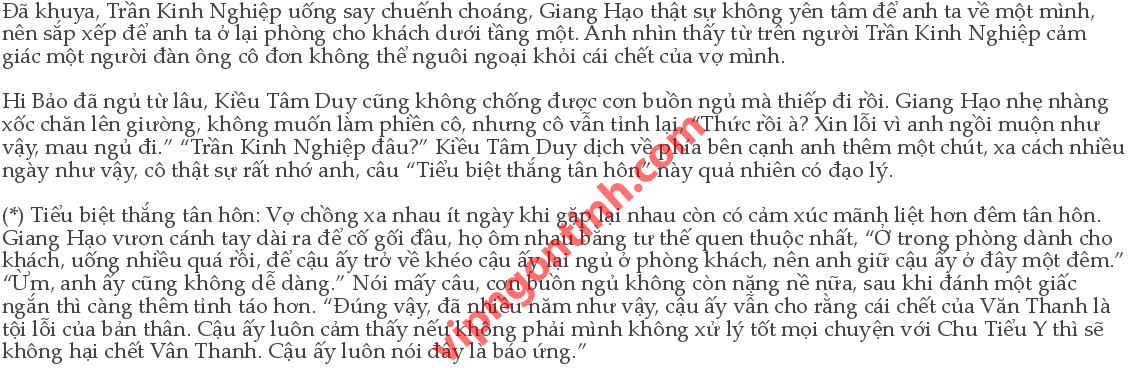 Đã khuya, Trần Kinh Nghiệp uống say chuếnh choáng, Giang Hạo thật sự không yên tâm để anh ta về một mình,
nên sắp xếp để anh ta ở lại phòng cho khách dưới tầng một. Anh nhìn thấy từ trên người Trần Kinh Nghiệp cảm
giác một người đàn ông cô đơn không thể nguôi ngoại khỏi cái chết của vợ mình.
Hi Bảo đã ngủ từ lâu, Kiều Tâm Duy cũng không chống được cơn buồn ngủ mà thiếp đi rồi. Giang Hạo nhẹ nhàng
xốc chăn lên giường, không muốn làm phiền cô, nhưng cô vẫn tỉnh lại, “Thức rồi à? Xin lỗi vì anh ngồi muộn như
vậy, mau ngủ đi.” “Trần Kinh Nghiệp đâu?” Kiều Tâm Duy dịch về phía bên cạnh anh thêm một chút, xa cách nhiều
ngày như vậy, cô thật sự rất nhớ anh, câu “Tiểu biệt thắng tân hôn” này quả nhiên có đạo lý.
(*) Tiểu biệt thắng tân hôn: Vợ chồng xa nhau ít ngày khi gặp lại nhau còn có cảm xúc mãnh liệt hơn đêm tân hôn.
Giang Hạo vươn cánh tay dài ra để cố gối đầu, họ ôm nhau bằng tư thế quen thuộc nhất, “Ở trong phòng dành cho
khách, uống nhiều quá rồi, để cậu ấy trở về khéo cậu ấy lại ngủ ở phòng khách, nên anh giữ cậu ấy ở đây một đêm.”
“Ừm, anh ấy cũng không dễ dàng.” Nói mấy câu, cơn buồn ngủ không còn nặng nề nữa, sau khi đánh một giấc
ngắn thì càng thêm tỉnh táo hơn. “Đúng vậy, đã nhiều năm như vậy, cậu ấy vẫn cho rằng cái chết của Văn Thanh là
tội lỗi của bản thân. Cậu ấy luôn cảm thấy nếu không phải mình không xử lý tốt mọi chuyện với Chu Tiểu Y thì sẽ
không hại chết Vân Thanh. Cậu ấy luôn nói đây là báo ứng.”
vipngontinh.com